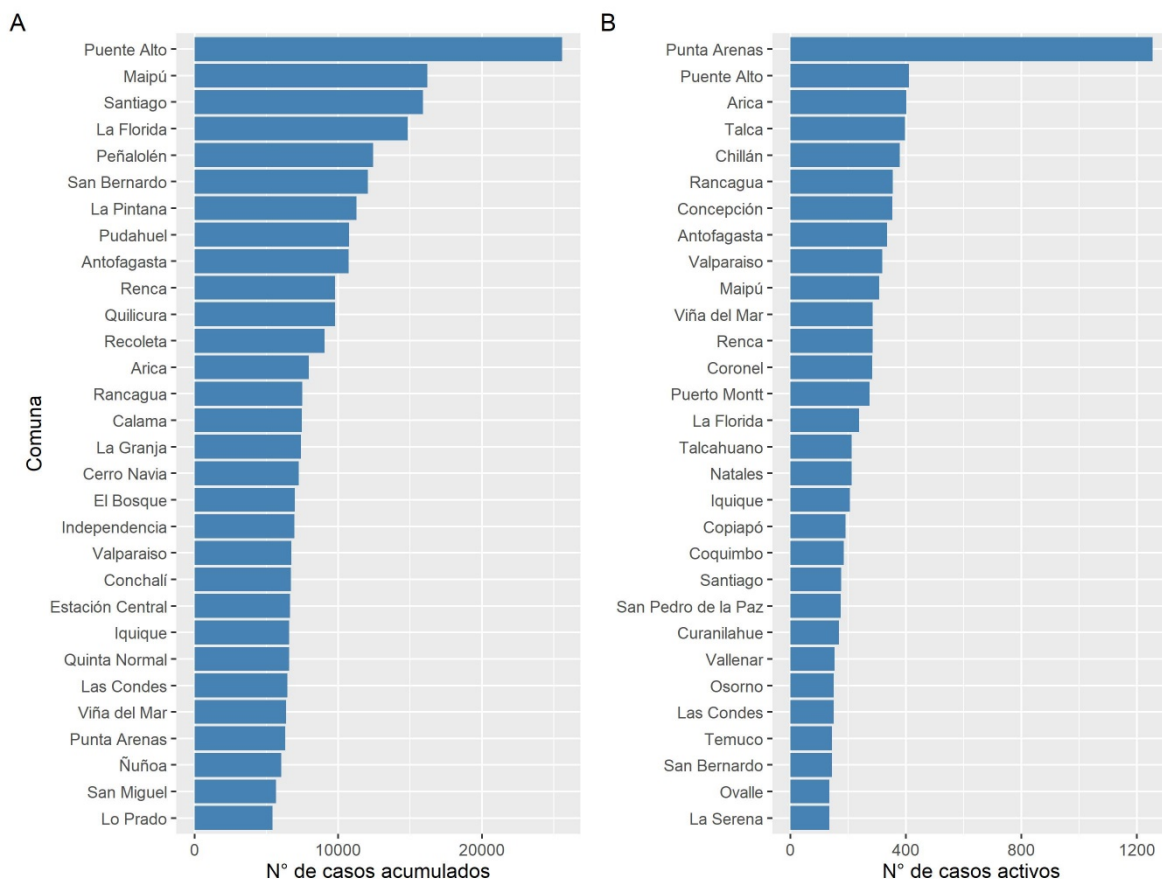 A
Puente Alto
Maipú
Santiago
La Florida
Peñalolén
San Bernardo
La Pintana
Pudahuel
Antofagasta
Renca
Quilicura
Recoleta
Arica
Rancagua
Calama
La Granja
Cerro Navia
El Bosque
Independencia
Valparaiso
Conchalí
Estación Central
Iquique
Quinta Normal
Las Condes
Viña del Mar
Punta Arenas
Ñuñoa
San Miguel
Lo Prado
Comuna
0 10000 20000
N° de casos acumulados
B
Punta Arenas
Puente Alto
Arica
Talca
Chillán
Rancagua
Concepción
Antofagasta
Valparaiso
Maipú
Viña del Mar
Renca
Coronel
Puerto Montt
La Florida
Talcahuano
Natales
Iquique
Copiapó
Coquimbo
Santiago
San Pedro de la Paz
Curanilahue
Vallenar
Osorno
Las Condes
Temuco
San Bernardo
Ovalle
La Serena
0 400 800 1200
N° de casos activos